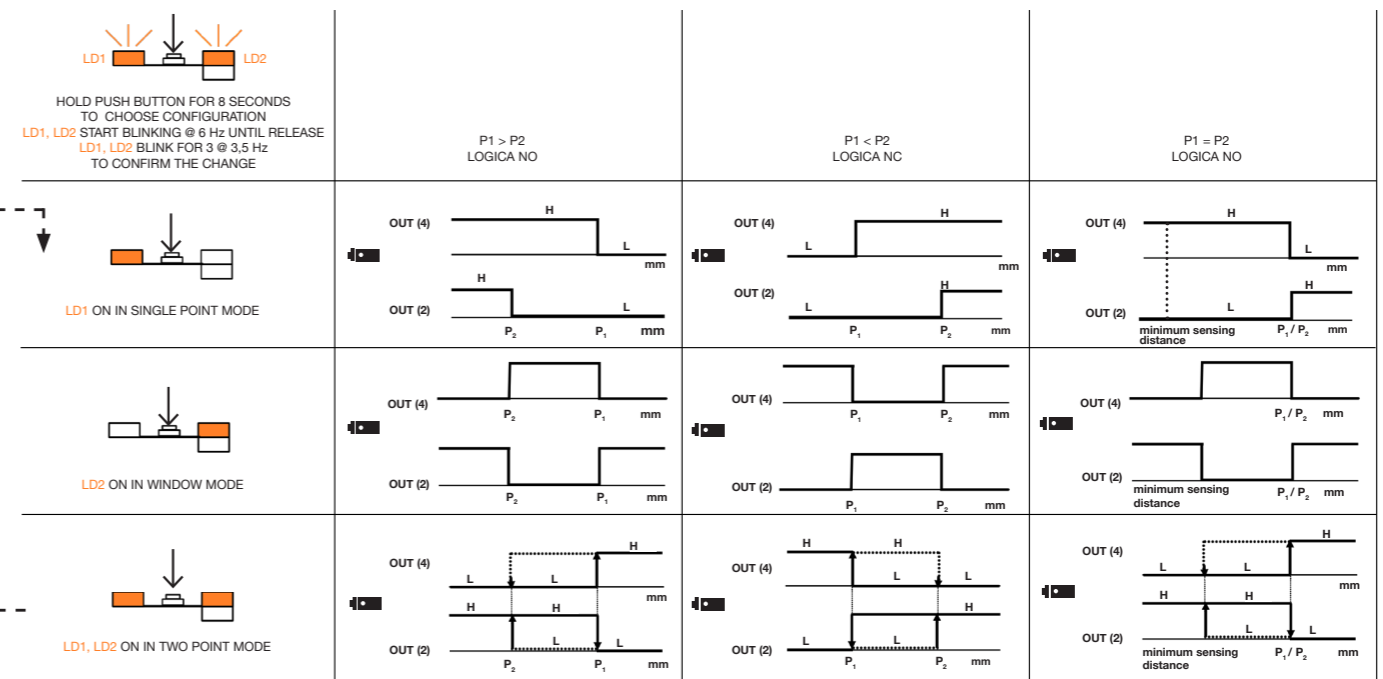 LD1 LD2
HOLD PUSH BUTTON FOR 8 SECONDS
TO CHOOSE CONFIGURATION
LD1, LD2 START BLINKING @ 6 Hz UNTIL RELEASE
LD1, LD2 BLINK FOR 3 @ 3,5 Hz
TO CONFIRM THE CHANGE
P1 > P2
LOGICA NO
P1 < P2
LOGICA NC
P1 = P2
LOGICA NO
LD1 ON IN SINGLE POINT MODE
OUT (4)
H
L
mm
H
OUT (2)
L
P2 P1 mm
OUT (4)
H
L
mm
OUT (2)
H
L
P1 P2 mm
OUT (4)
H
L
mm
H
OUT (2)
L
minimum sensing
distance
P1 / P2 mm
LD2 ON IN WINDOW MODE
OUT (4)
P2 P1 mm
OUT (2)
P2 P1 mm
OUT (4)
P1 P2 mm
OUT (2)
P1 P2 mm
OUT (4)
P1 / P2 mm
OUT (2)
minimum sensing
distance
P1 / P2 mm
LD1, LD2 ON IN TWO POINT MODE
OUT (4)
H
L L
mm
H H
L L
OUT (2)
P2 P1 mm
OUT (4)
H H
L L
mm
H
L L
OUT (2)
P1 P2 mm
OUT (4)
H
L L
mm
H H
L L
OUT (2)
minimum sensing
distance
P1 / P2 mm